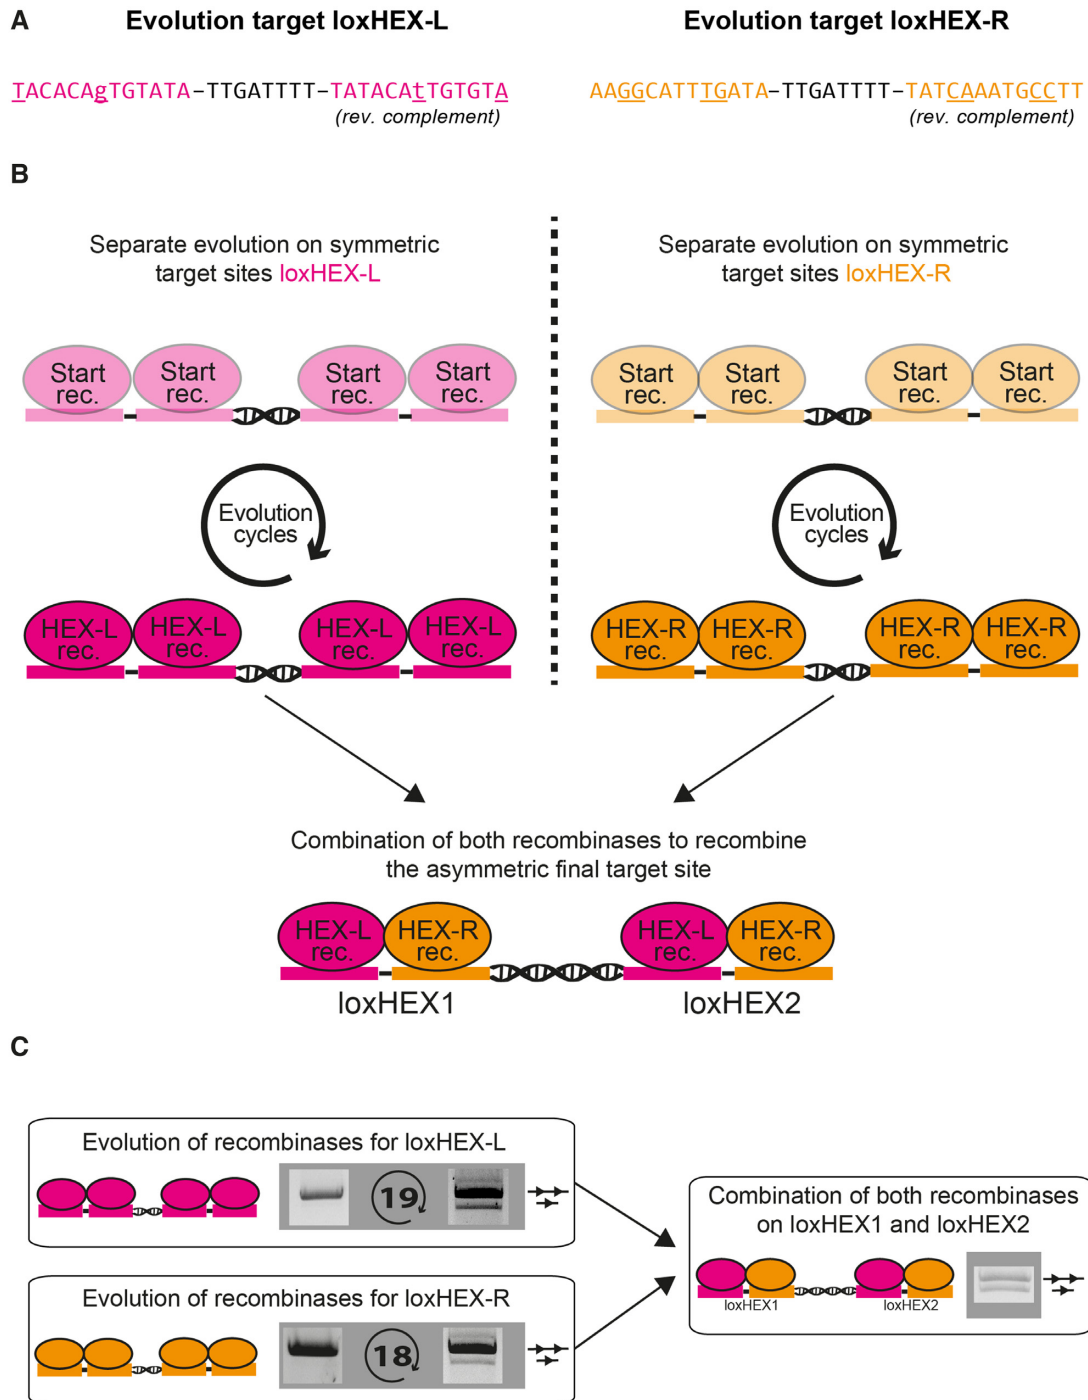 A
Evolution target loxHEX-L
Evolution target loxHEX-R
TACACAgTGTATA–TTGATTTT–TATACAtTGTGTA
(rev. complement)
AAGGCATTTGATA–TTGATTTT–TATCAAATGCCTT
(rev. complement)
B
Separate evolution on symmetric
target sites loxHEX-L
Separate evolution on symmetric
target sites loxHEX-R
Start
rec.
Start
rec.
Start
rec.
Start
rec.
Start
rec.
Start
rec.
Start
rec.
Start
rec.
Evolution
cycles
Evolution
cycles
HEX-L
rec.
HEX-L
rec.
HEX-L
rec.
HEX-L
rec.
HEX-R
rec.
HEX-R
rec.
HEX-R
rec.
HEX-R
rec.
Combination of both recombinases to recombine
the asymmetric final target site
HEX-L
rec.
HEX-R
rec.
HEX-L
rec.
HEX-R
rec.
loxHEX1
loxHEX2
C
Evolution of recombinases for loxHEX-L
19
Evolution of recombinases for loxHEX-R
18
Combination of both recombinases
on loxHEX1 and loxHEX2
loxHEX1
loxHEX2